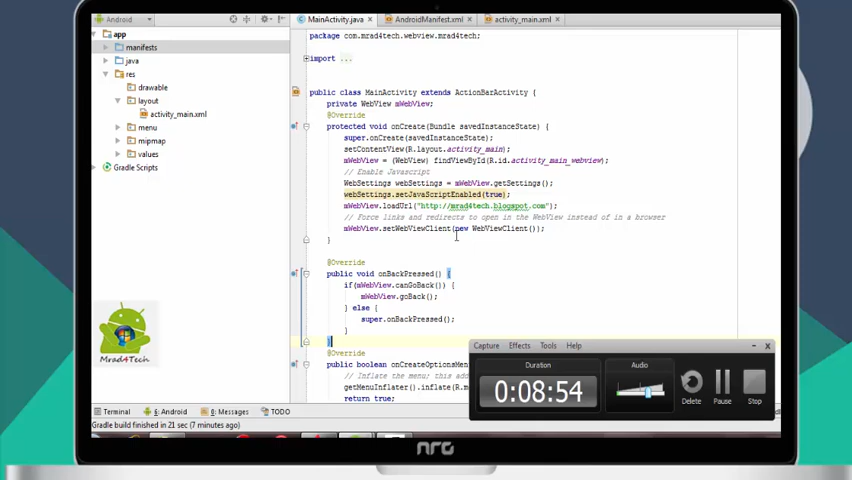 Android
MainActivity.java
AndroidManifest.xml
activity_main.xml
app
manifests
java
res
drawable
layout
activity_main.xml
menu
mipmap
values
Gradle Scripts
package com.mrad4tech.webview.mrad4tech;
import ...
public class MainActivity extends ActionBarActivity {
private WebView mWebView;
@Override
protected void onCreate(Bundle savedInstanceState) {
super.onCreate(savedInstanceState);
setContentView(R.layout.activity_main);
mWebView = (WebView) findViewById(R.id.activity_main_webview);
// Enable Javascript
WebSettings webSettings = mWebView.getSettings();
webSettings.setJavaScriptEnabled(true);
mWebView.loadUrl("http://mrad4tech.blogspot.com");
// Force links and redirects to open in the WebView instead of in a browser
mWebView.setWebViewClient(new WebViewClient());
}
@Override
public void onBackPressed() {
if(mWebView.canGoBack()) {
mWebView.goBack();
} else {
super.onBackPressed();
}
}
@Override
public boolean onCreateOptionsMen
// Inflate the menu; this add
getMenuInflater().inflate(R.m
return true;
Mrad4Tech
Capture Effects Tools Help
Duration
0:08:54
Audio
Delete
Pause
Stop
Terminal
6: Android
0: Messages
TODO
Gradle build finished in 21 sec (7 minutes ago)
nrg